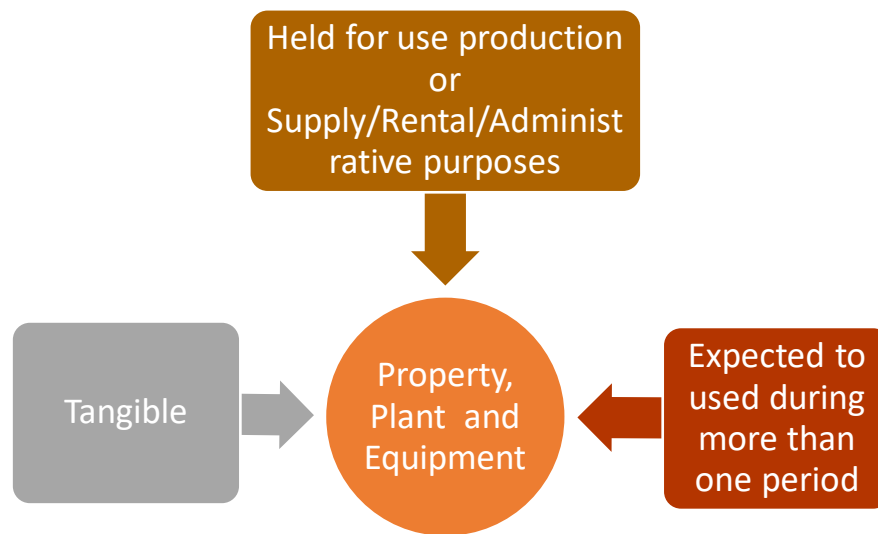 Held for use production
or
Supply/Rental/Administ
rative purposes
Tangible
Property,
Plant and
Equipment
Expected to
used during
more than
one period